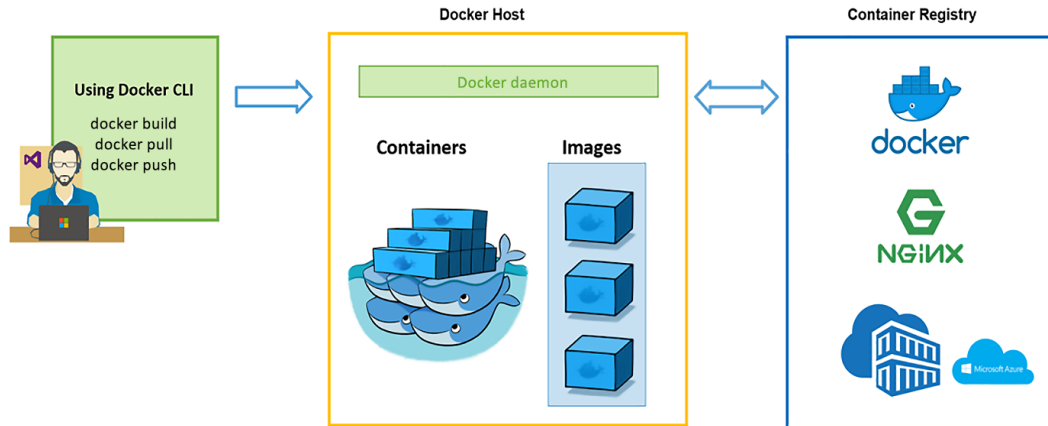 Docker Host
Container Registry
Using Docker CLI
docker build
docker pull
docker push
Docker daemon
Containers
Images
docker
NGINX
Microsoft Azure